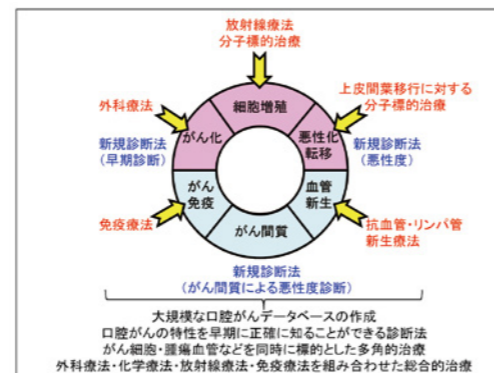 放射線療法
分子標的治療
上皮間葉移行に対する
分子標的治療
外科療法
細胞増殖
新規診断法
(早期診断)
がん化
悪性化
転移
新規診断法
(悪性度)
がん
免疫
血管
新生
免疫療法
がん間質
抗血管・リンパ管
新生療法
新規診断法
(がん間質による悪性度診断)
大規模な口腔がんデータベースの作成
口腔がんの特性を早期に正確に知ることができる診断法
がん細胞・腫瘍血管などを同時に標的とした多角的治療
外科療法・化学療法・放射線療法・免疫療法を組み合わせた総合的治療